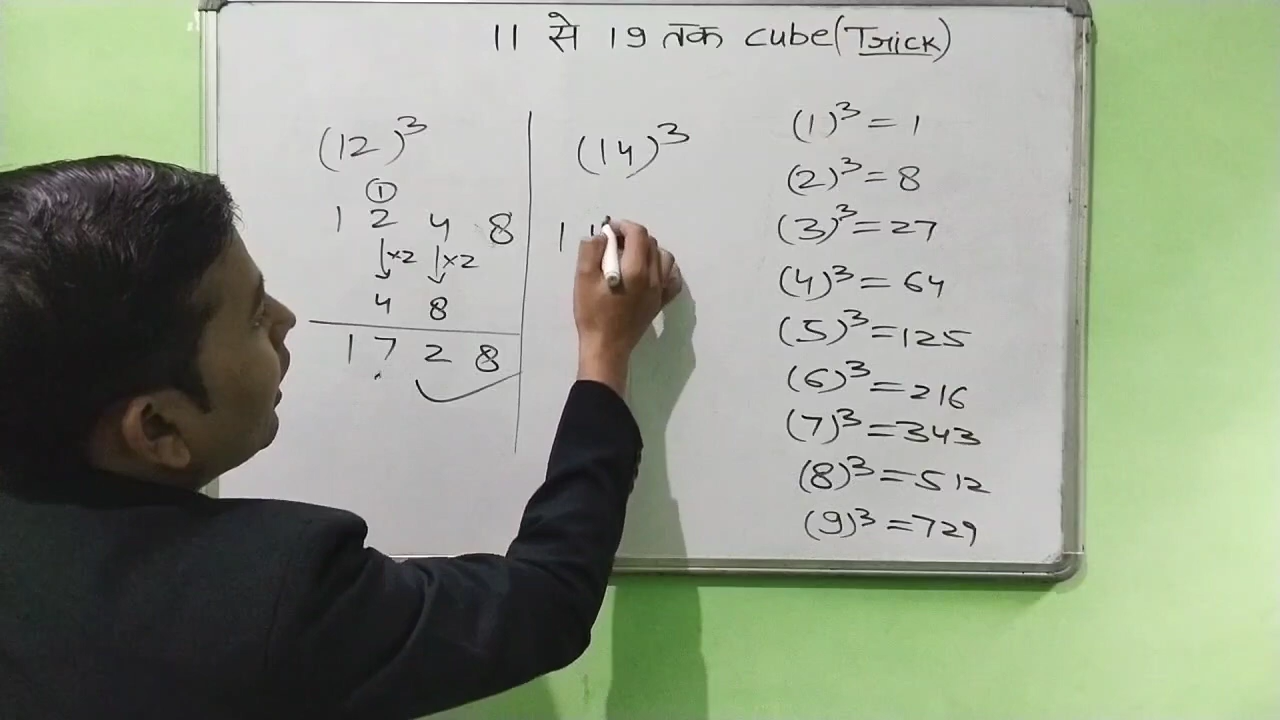 11 से 19 तक cube (Trick)
(12)³
①
1 2 4 8
↓×2 ↓×2
4 8
1 7 2 8
(14)³
1
(1)³ = 1
(2)³ = 8
(3)³ = 27
(4)³ = 64
(5)³ = 125
(6)³ = 216
(7)³ = 343
(8)³ = 512
(9)³ = 729